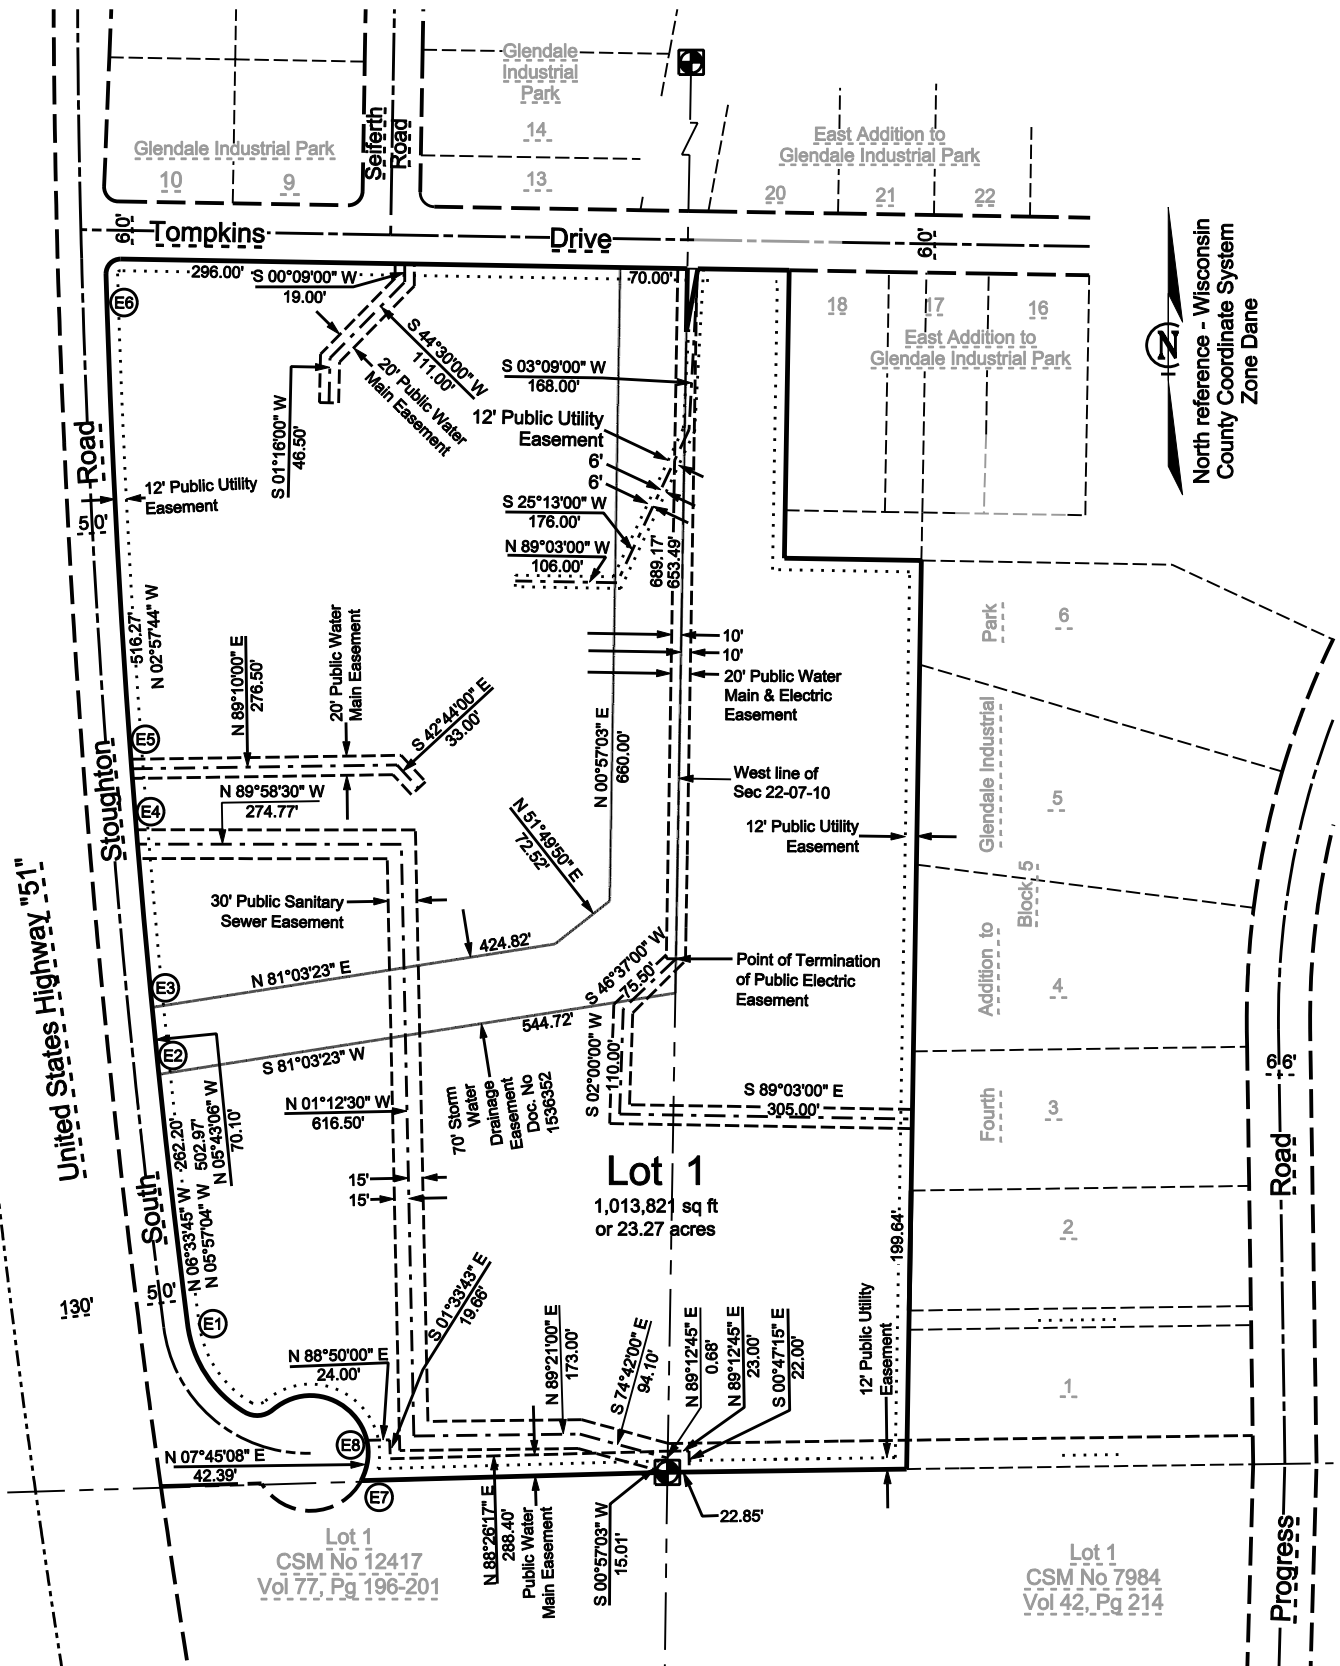 Glendale
Industrial
Park
14
13
Glendale Industrial Park
10
9
Seiferth
Road
East Addition to
Glendale Industrial Park
20
21
22
60'
Tompkins
Drive
60'
North reference - Wisconsin
County Coordinate System
Zone Dane
N
296.00'
S 00°09'00" W
19.00'
70.00'
E6
18
17
16
East Addition to
Glendale Industrial Park
S 44°30'00" W
111.00'
20' Public Water
Main Easement
S 01°16'00" W
46.50'
S 03°09'00" W
168.00'
12' Public Utility
Easement
6'
6'
S 25°13'00" W
176.00'
N 89°03'00" W
106.00'
689.17'
653.49'
Road
50'
12' Public Utility
Easement
516.27'
N 02°57'44" W
N 89°10'00" E
276.50'
20' Public Water
Main Easement
S 42°44'00" E
33.00'
10'
10'
20' Public Water
Main & Electric
Easement
N 00°57'03" E
660.00'
West line of
Sec 22-07-10
12' Public Utility
Easement
E5
E4
Stoughton
N 89°58'30" W
274.77'
N 51°49'50" E
72.52'
30' Public Sanitary
Sewer Easement
424.82'
N 81°03'23" E
S 46°37'00" W
75.50'
Point of Termination
of Public Electric
Easement
E3
E2
544.72'
S 81°03'23" W
S 02°00'00" W
110.00'
S 89°03'00" E
305.00'
70' Storm
Water
Drainage
Easement
Doc. No
1536352
N 01°12'30" W
616.50'
N 05°43'06" W
70.10'
N 06°33'45" W 262.20'
N 05°57'04" W 502.97'
United States Highway "51"
South
50'
130'
15'
15'
Lot 1
1,013,821 sq ft
or 23.27 acres
199.64'
12' Public Utility
Easement
E1
S 01°33'43" E
19.66'
N 88°50'00" E
24.00'
N 89°21'00" E
173.00'
S 74°42'00" E
94.10'
N 89°12'45" E
0.68'
N 89°12'45" E
23.00'
S 00°47'15" E
22.00'
E8
N 07°45'08" E
42.39'
E7
N 88°26'17" E
288.40'
Public Water
Main Easement
S 00°57'03" W
15.01'
22.85'
Lot 1
CSM No 12417
Vol 77, Pg 196-201
Lot 1
CSM No 7984
Vol 42, Pg 214
Park
Glendale Industrial
Block 5
Addition to
Fourth
6
5
4
3
2
1
66'
Road
Progress